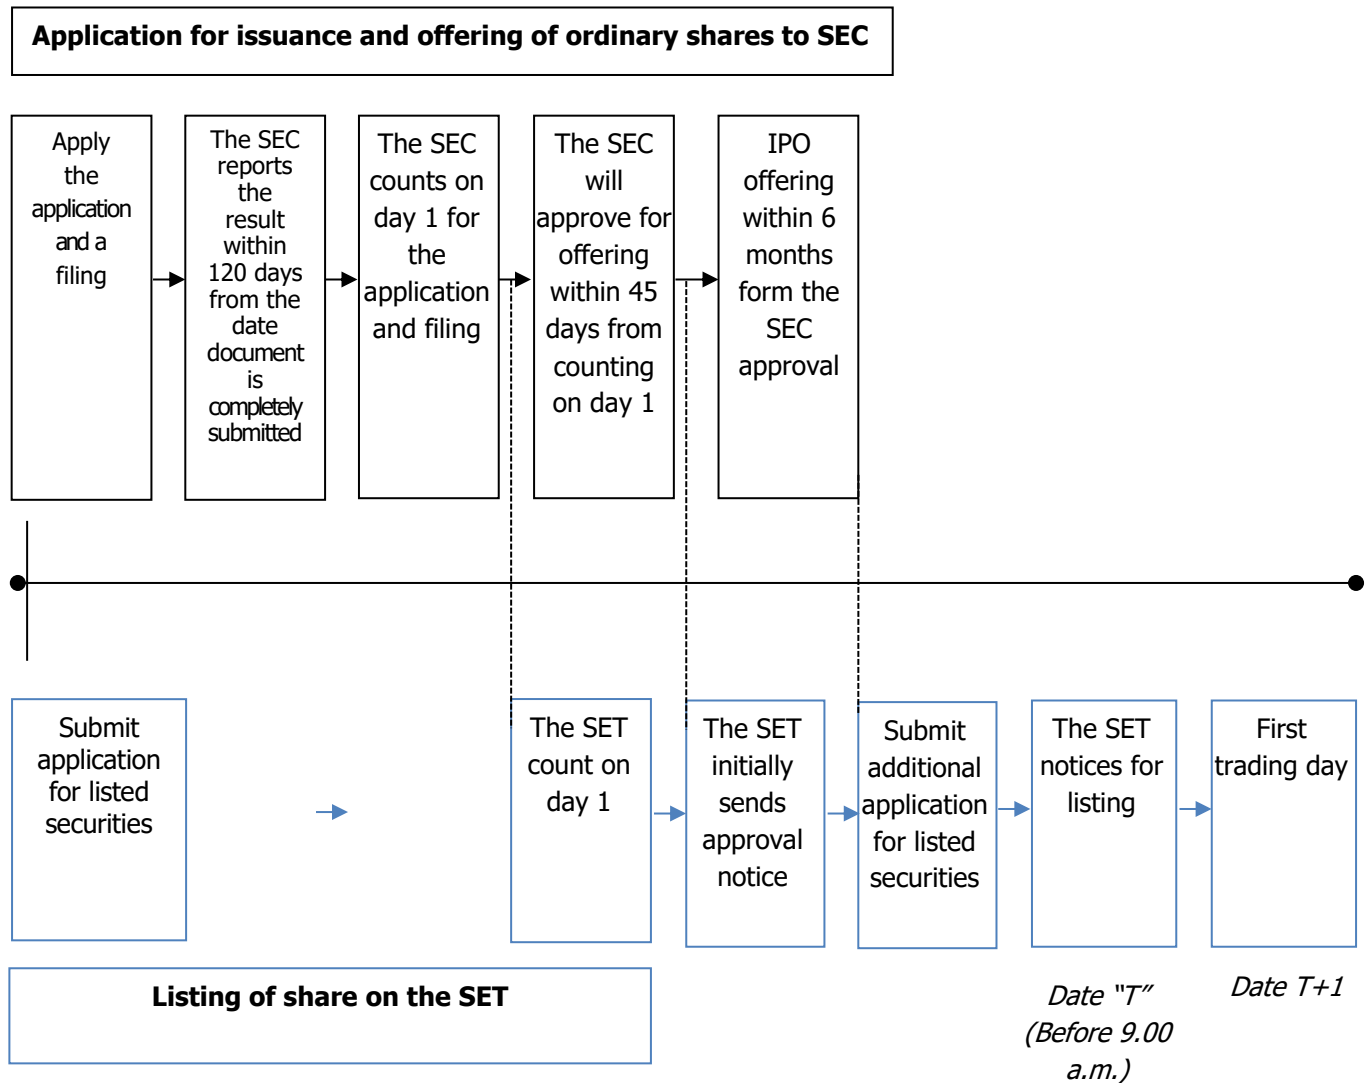 Application for issuance and offering of ordinary shares to SEC
Apply
the
application
and a
filing
The SEC
reports
the
result
within
120 days
from the
date
document
is
completely
submitted
The SEC
counts on
day 1 for
the
application
and filing
The SEC
will
approve for
offering
within 45
days from
counting
on day 1
IPO
offering
within 6
months
form the
SEC
approval
Submit
application
for listed
securities
The SET
count on
day 1
The SET
initially
sends
approval
notice
Submit
additional
application
for listed
securities
The SET
notices for
listing
First
trading day
Listing of share on the SET
Date “T”
(Before 9.00
a.m.)
Date T+1